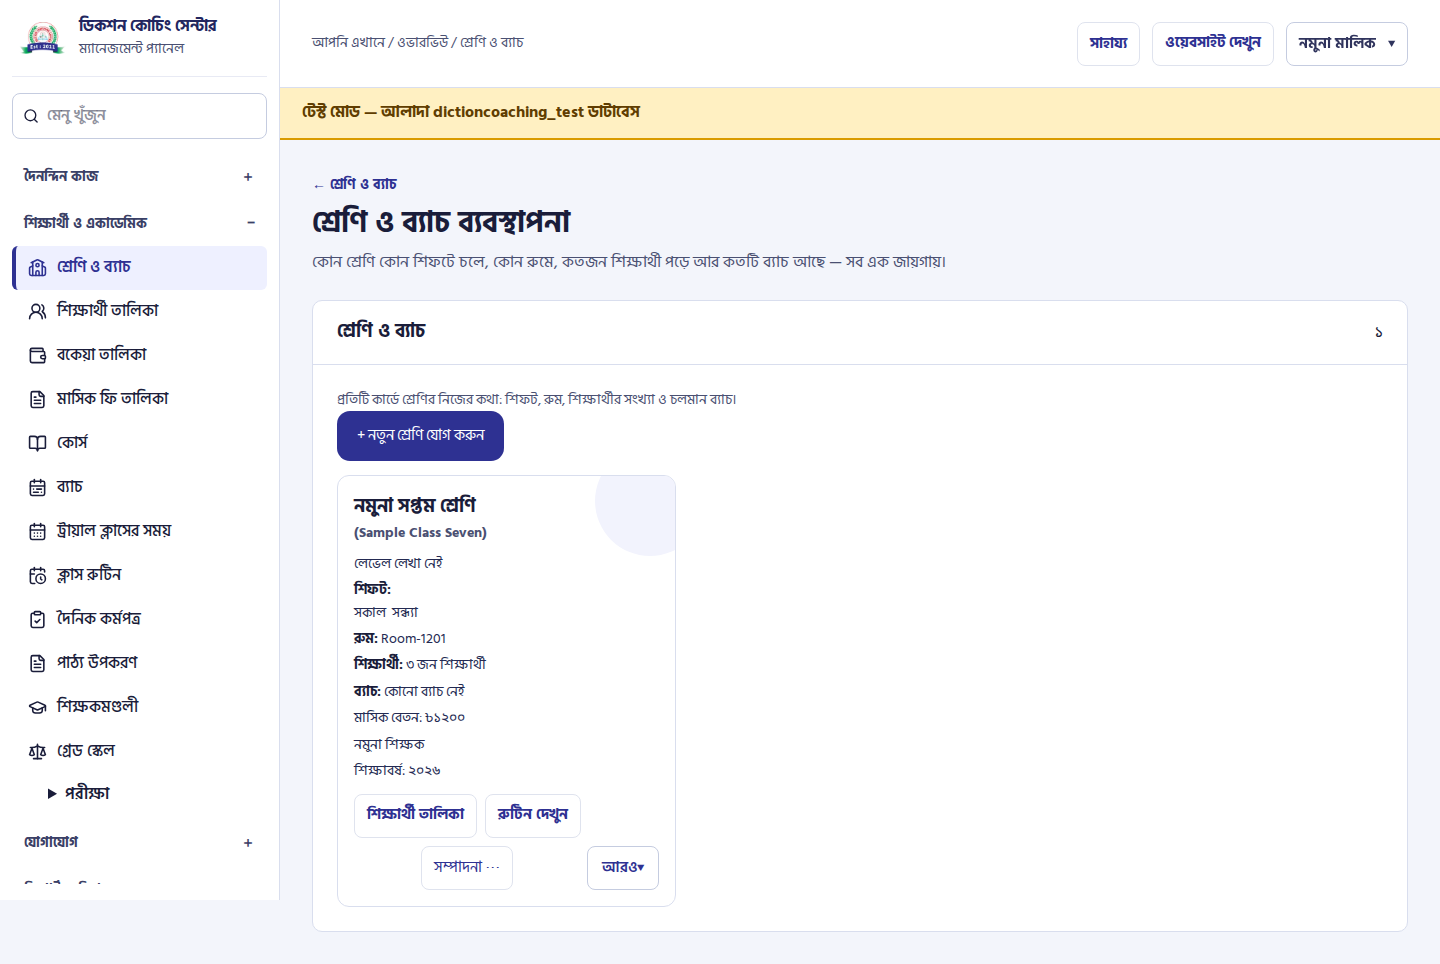 ডিকশন কোচিং সেন্টার
ম্যানেজমেন্ট প্যানেল
Est : 2011
আপনি এখানে / ওভারভিউ / শ্রেণি ও ব্যাচ
সাহায্য
ওয়েবসাইট দেখুন
নমুনা মালিক ▾
মেনু খুঁজুন
টেস্ট মোড — আলাদা dictioncoaching_test ডাটাবেস
দৈনন্দিন কাজ +
শিক্ষার্থী ও একাডেমিক −
শ্রেণি ও ব্যাচ
শিক্ষার্থী তালিকা
বকেয়া তালিকা
মাসিক ফি তালিকা
কোর্স
ব্যাচ
ট্রায়াল ক্লাসের সময়
ক্লাস রুটিন
দৈনিক কর্মপত্র
পাঠ্য উপকরণ
শিক্ষকমণ্ডলী
গ্রেড স্কেল
▶ পরীক্ষা
যোগাযোগ +
← শ্রেণি ও ব্যাচ
শ্রেণি ও ব্যাচ ব্যবস্থাপনা
কোন শ্রেণি কোন শিফটে চলে, কোন রুমে, কতজন শিক্ষার্থী পড়ে আর কতটি ব্যাচ আছে — সব এক জায়গায়।
শ্রেণি ও ব্যাচ ১
প্রতিটি কার্ডে শ্রেণির নিজের কথা: শিফট, রুম, শিক্ষার্থীর সংখ্যা ও চলমান ব্যাচ।
+ নতুন শ্রেণি যোগ করুন
নমুনা সপ্তম শ্রেণি
(Sample Class Seven)
লেভেল লেখা নেই
শিফট:
সকাল সন্ধ্যা
রুম: Room-1201
শিক্ষার্থী: ৩ জন শিক্ষার্থী
ব্যাচ: কোনো ব্যাচ নেই
মাসিক বেতন: ৳১২০০
নমুনা শিক্ষক
শিক্ষাবর্ষ: ২০২৬
শিক্ষার্থী তালিকা
রুটিন দেখুন
সম্পাদনা ⋯
আরও▾